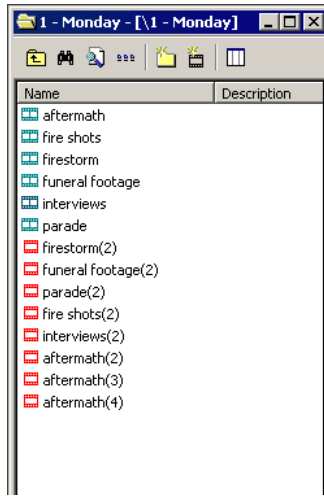 1 - Monday - [\1 - Monday]
Name Description
aftermath
fire shots
firestorm
funeral footage
interviews
parade
firestorm(2)
funeral footage(2)
parade(2)
fire shots(2)
interviews(2)
aftermath(2)
aftermath(3)
aftermath(4)